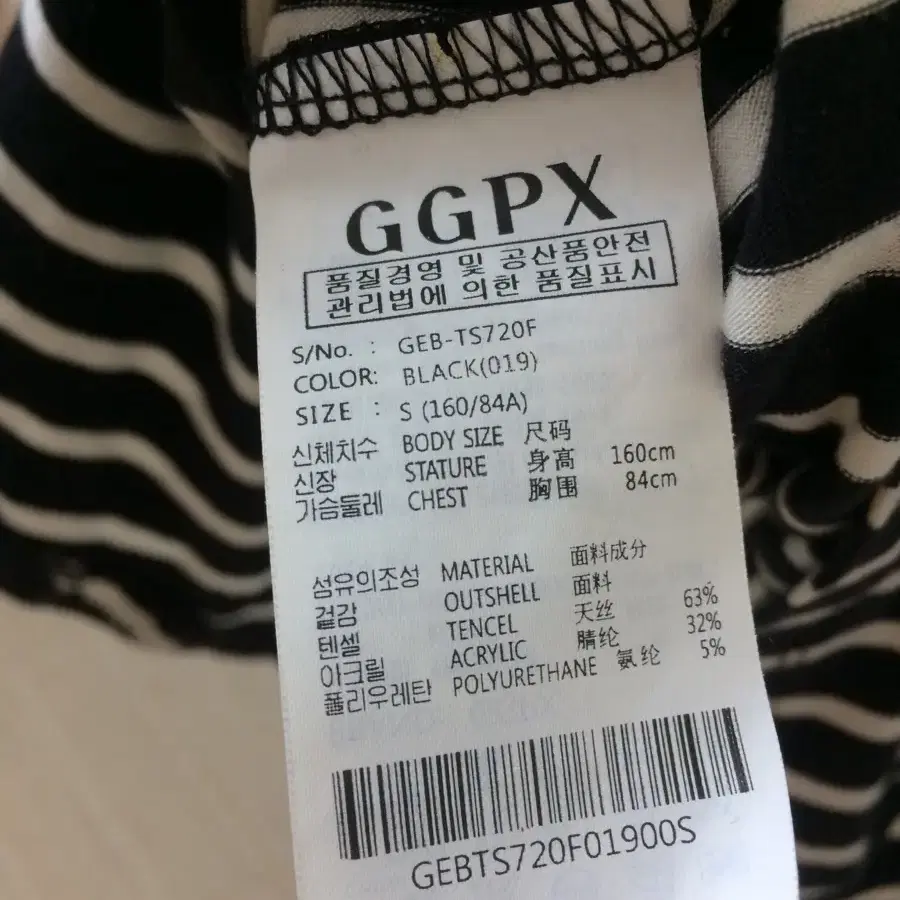 GGPX
품질경영 및 공산품안전
관리법에 의한 품질표시
S/No. : GEB-TS720F
COLOR: BLACK(019)
SIZE : S (160/84A)
신체치수 BODY SIZE 尺码
신장 STATURE 身高 160cm
가슴둘레 CHEST 胸围 84cm
섬유의조성 MATERIAL 面料成分
겉감 OUTSHELL 面料
텐셀 TENCEL 天丝 63%
아크릴 ACRYLIC 腈纶 32%
폴리우레탄 POLYURETHANE 氨纶 5%
GEBTS720F01900S